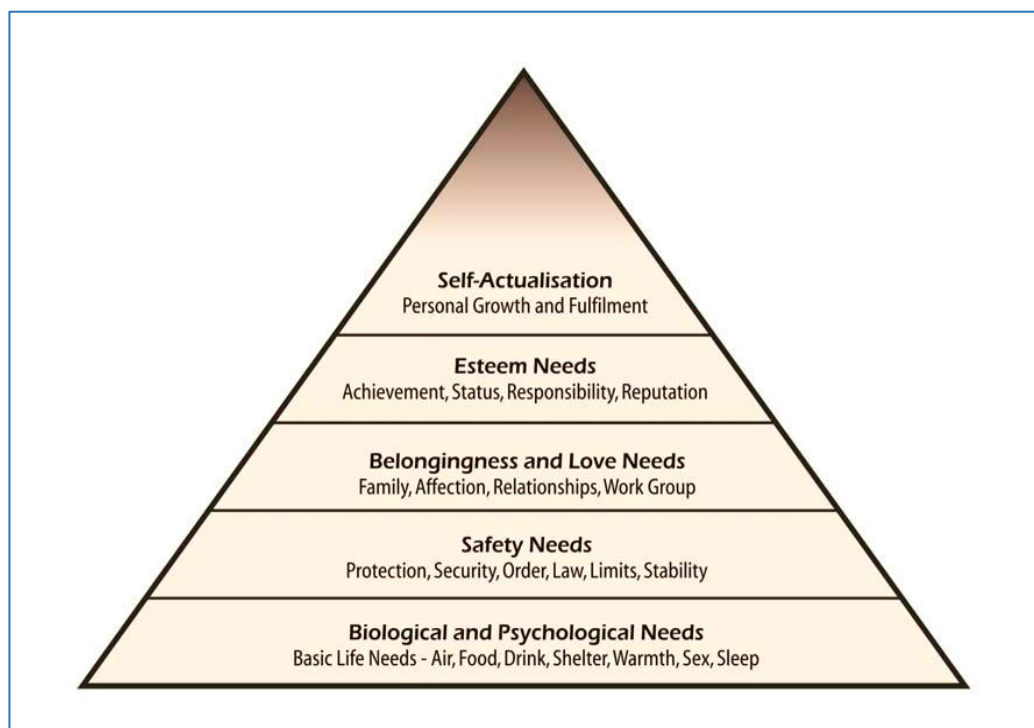 Self-Actualisation
Personal Growth and Fulfilment
Esteem Needs
Achievement, Status, Responsibility, Reputation
Belongingness and Love Needs
Family, Affection, Relationships, Work Group
Safety Needs
Protection, Security, Order, Law, Limits, Stability
Biological and Psychological Needs
Basic Life Needs - Air, Food, Drink, Shelter, Warmth, Sex, Sleep